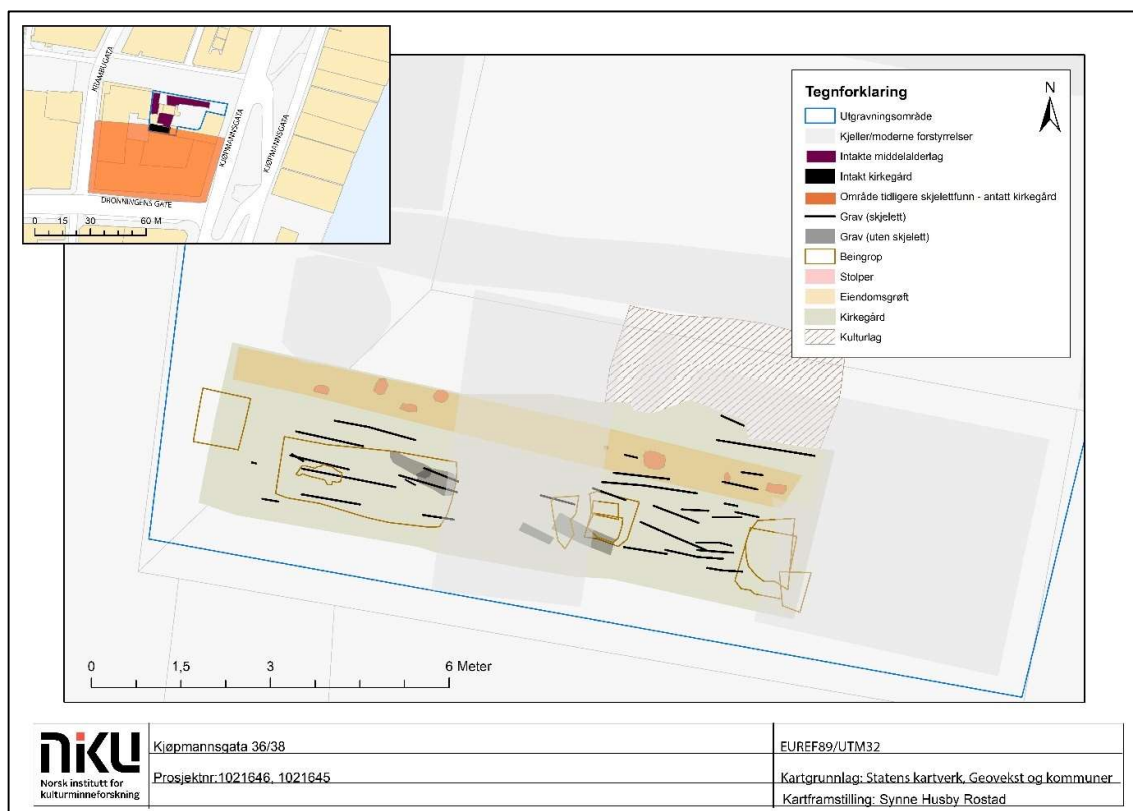 KRAMBUGATA
KJØPMANNSGATA
KJØPMANNSGATA
DRONNINGENS GATE
0 15 30 60 M
Tegnforklaring
N
Utgravningsområde
Kjeller/moderne forstyrrelser
Intakte middelalderlag
Intakt kirkegård
Område tidligere skjelettfunn - antatt kirkegård
Grav (skjelett)
Grav (uten skjelett)
Beingrop
Stolper
Eiendomsgrøft
Kirkegård
Kulturlag
0 1,5 3 6 Meter
NIKU
Norsk institutt for
kulturminneforskning
Kjøpmannsgata 36/38
Prosjektnr:1021646, 1021645
EUREF89/UTM32
Kartgrunnlag: Statens kartverk, Geovekst og kommuner
Kartframstilling: Synne Husby Rostad